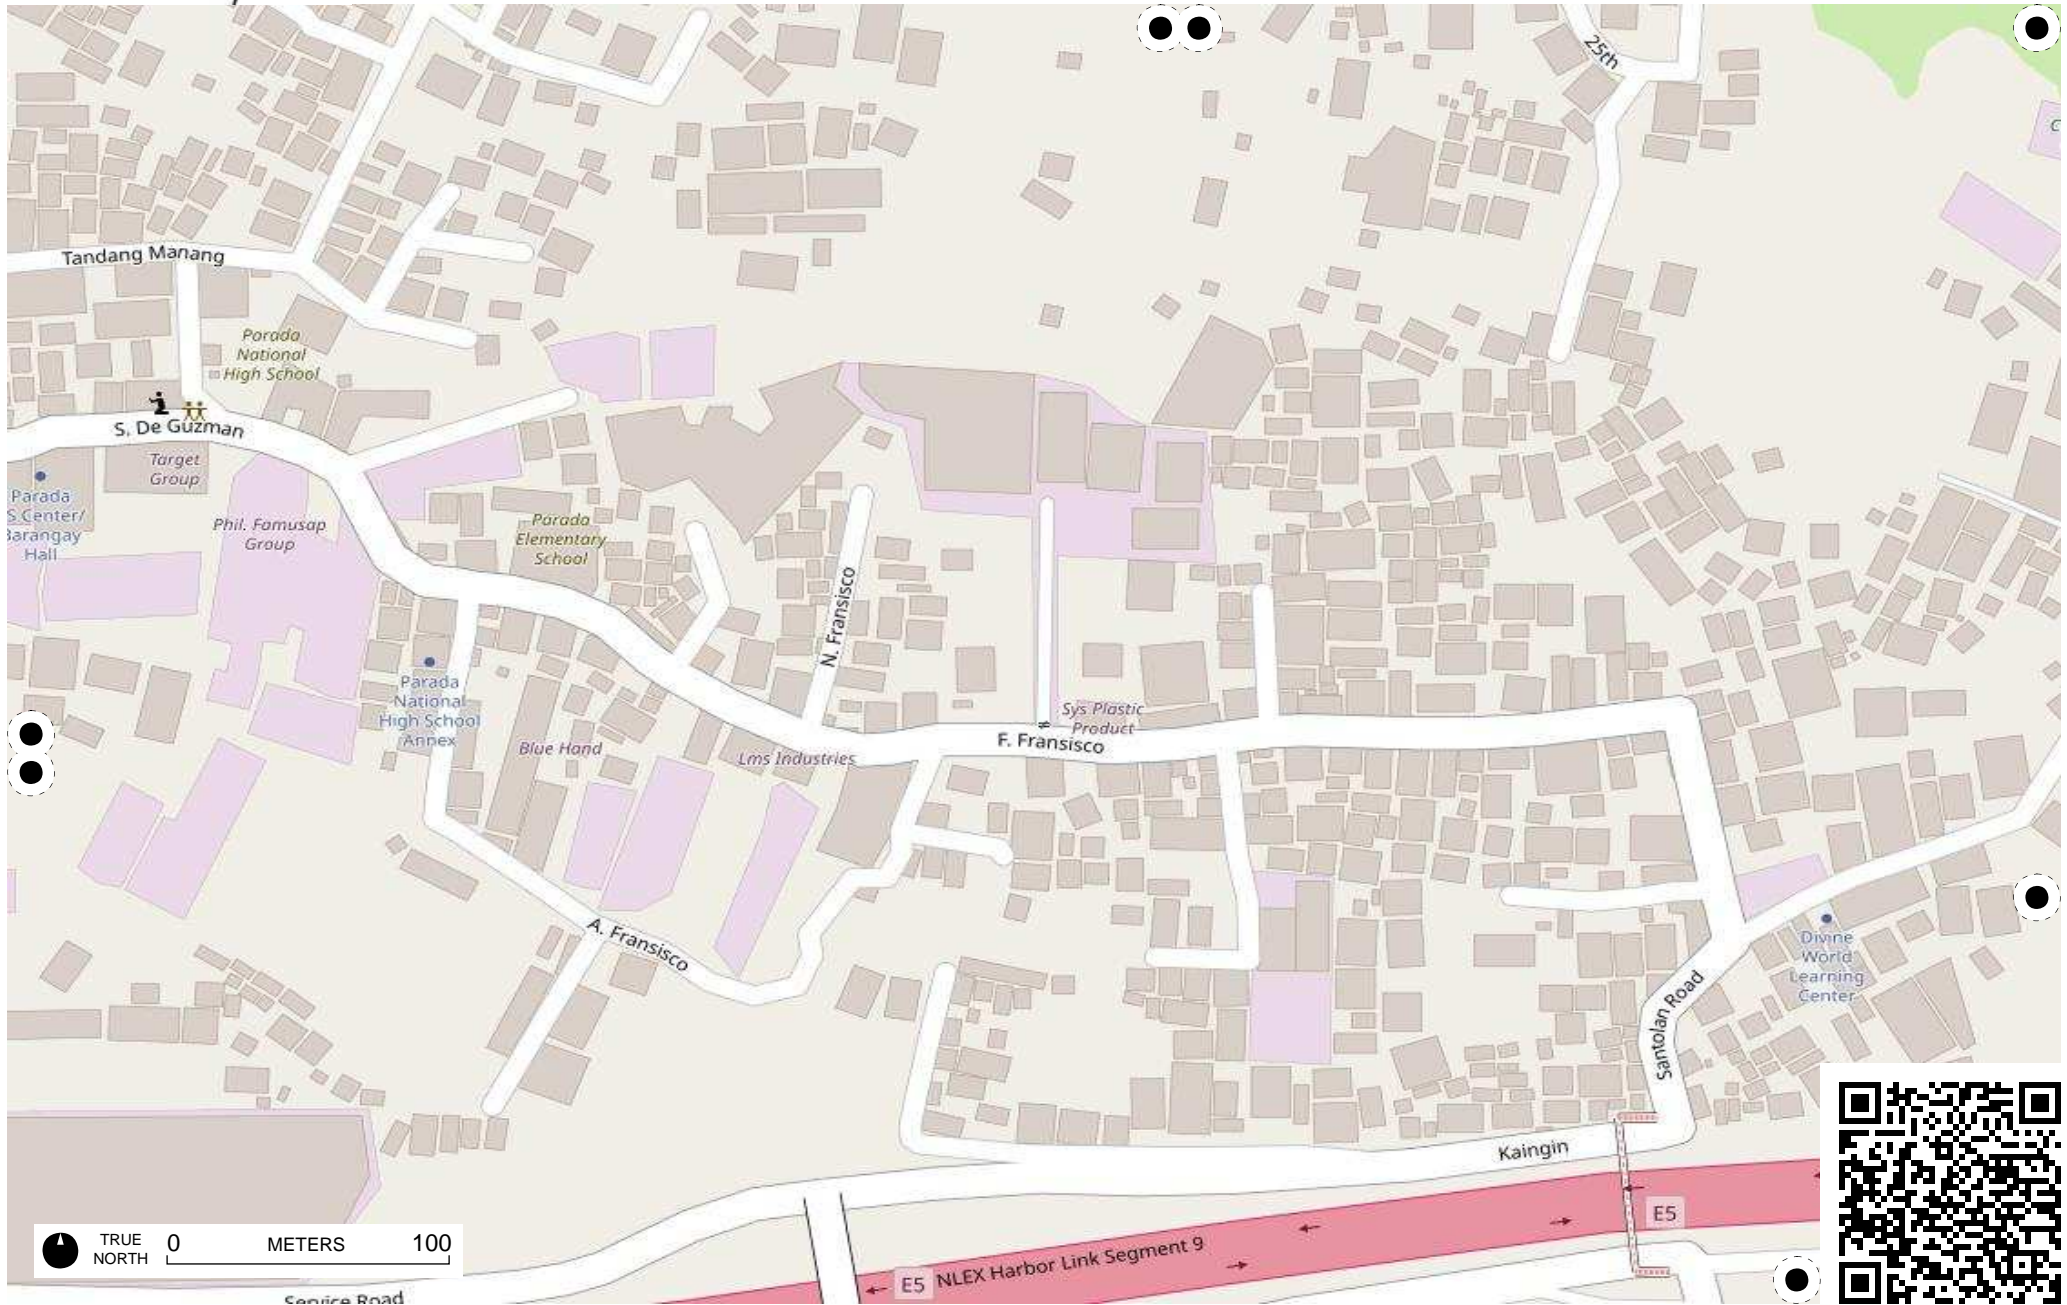 25th
Tandang Manang
Parada
National
High School
S. De Guzman
Target
Group
Parada
S Center/
Barangay
Hall
Phil. Famusap
Group
Parada
Elementary
School
N. Fransisco
Parada
National
High School
Annex
Blue Hand
Lms Industries
Sys Plastic
Product
F. Fransisco
A. Fransisco
Divine
World
Learning
Center
Santolan Road
Kaingin
E5
TRUE
NORTH
0 METERS 100
E5
NLEX Harbor Link Segment 9
Service Road